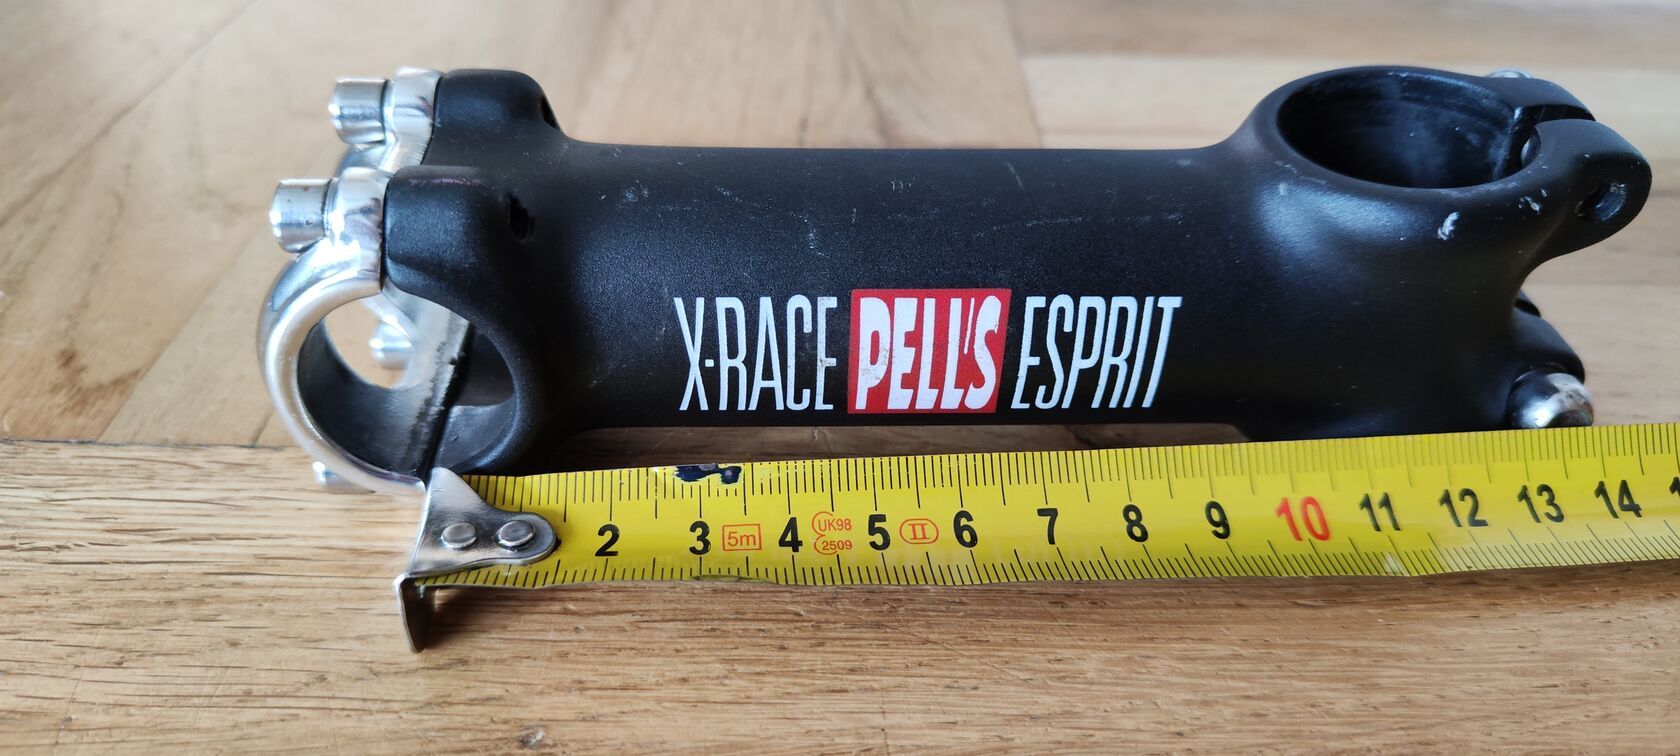 X-RACE PELL'S ESPRIT
2 3 5m 4 UK98 2509 5 II 6 7 8 9 10 11 12 13 14